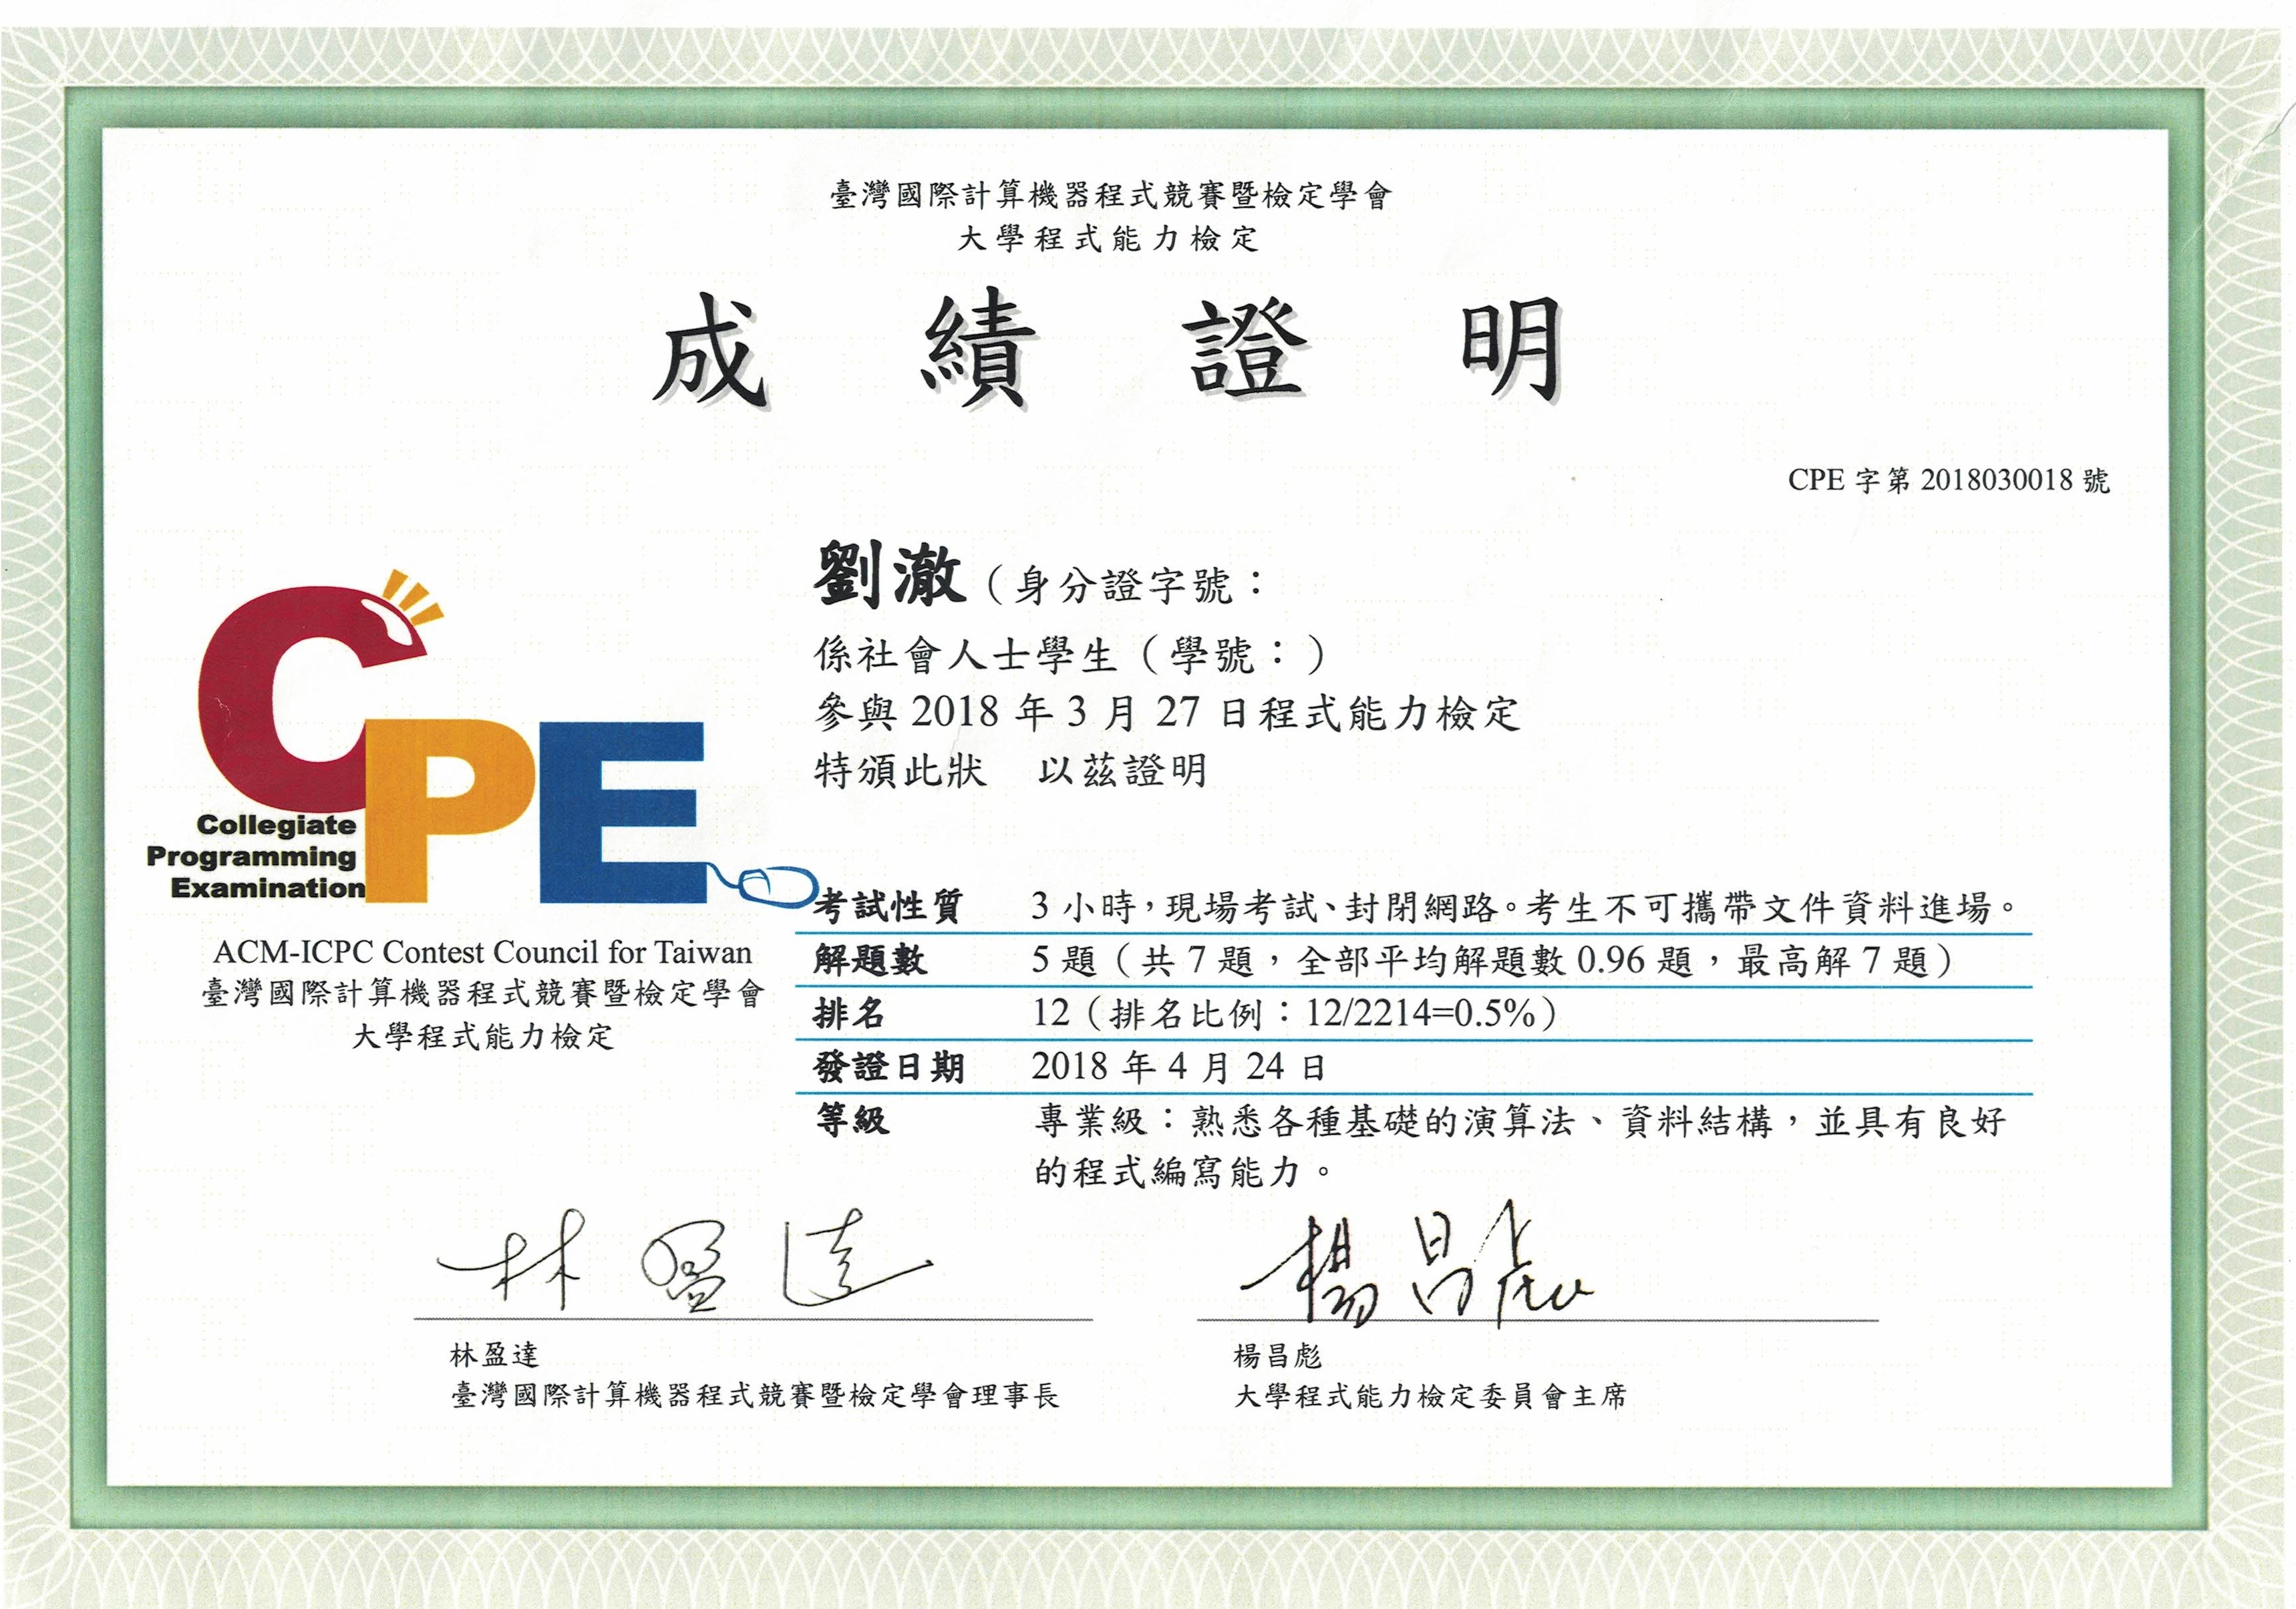 臺灣國際計算機器程式競賽暨檢定學會
大學程式能力檢定
成績證明
CPE 字第 2018030018 號
劉澈（身分證字號：
係社會人士學生（學號：）
參與 2018 年 3 月 27 日程式能力檢定
特頒此狀　以茲證明
CPE
Collegiate
Programming
Examination
ACM-ICPC Contest Council for Taiwan
臺灣國際計算機器程式競賽暨檢定學會
大學程式能力檢定
考試性質 3 小時，現場考試、封閉網路。考生不可攜帶文件資料進場。
解題數 5 題（共 7 題，全部平均解題數 0.96 題，最高解 7 題）
排名 12（排名比例：12/2214=0.5%）
發證日期 2018 年 4 月 24 日
等級 專業級：熟悉各種基礎的演算法、資料結構，並具有良好
的程式編寫能力。
林盈達
楊昌彪
林盈達
臺灣國際計算機器程式競賽暨檢定學會理事長
楊昌彪
大學程式能力檢定委員會主席